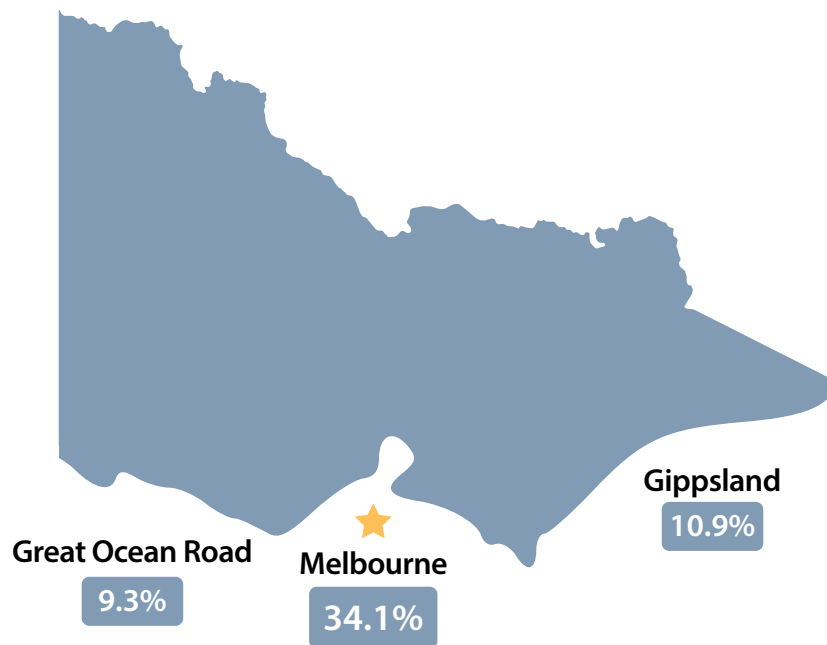 Gippsland
10.9%
Great Ocean Road
9.3%
Melbourne
34.1%